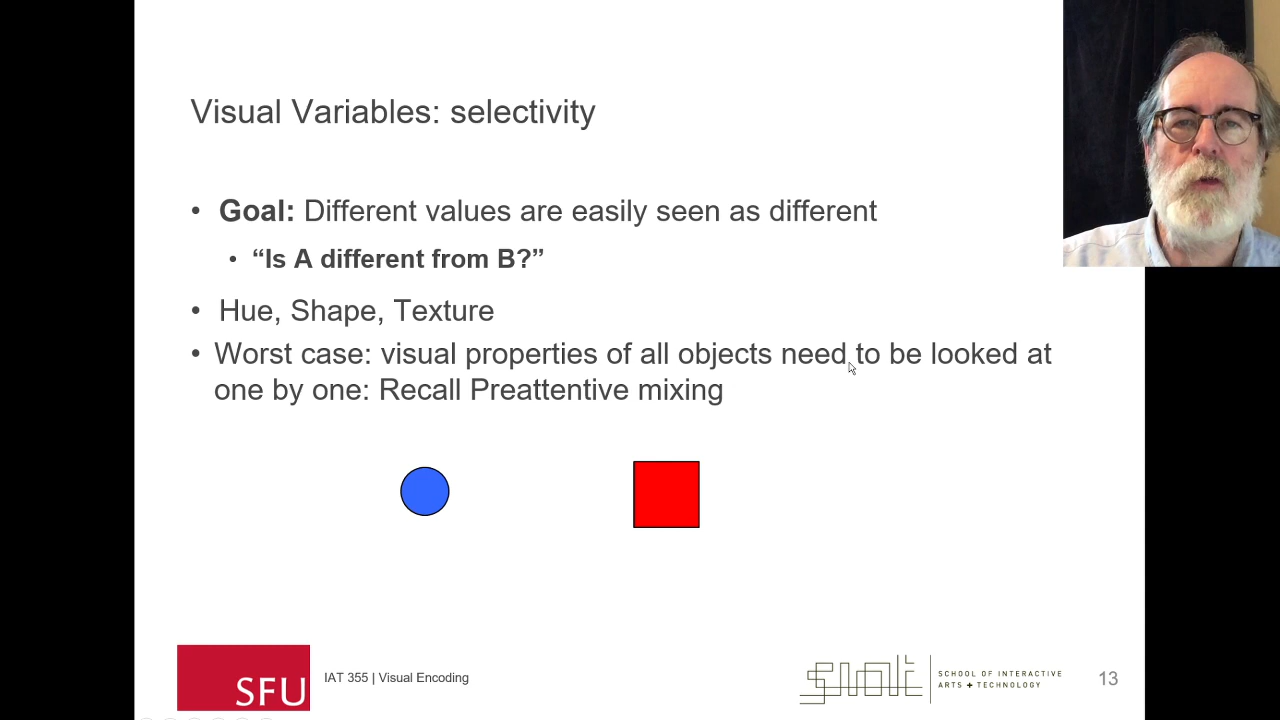 Visual Variables: selectivity
• Goal: Different values are easily seen as different
• “Is A different from B?”
• Hue, Shape, Texture
• Worst case: visual properties of all objects need to be looked at
one by one: Recall Preattentive mixing
SFU
IAT 355 | Visual Encoding
siat
SCHOOL OF INTERACTIVE
ARTS + TECHNOLOGY
13